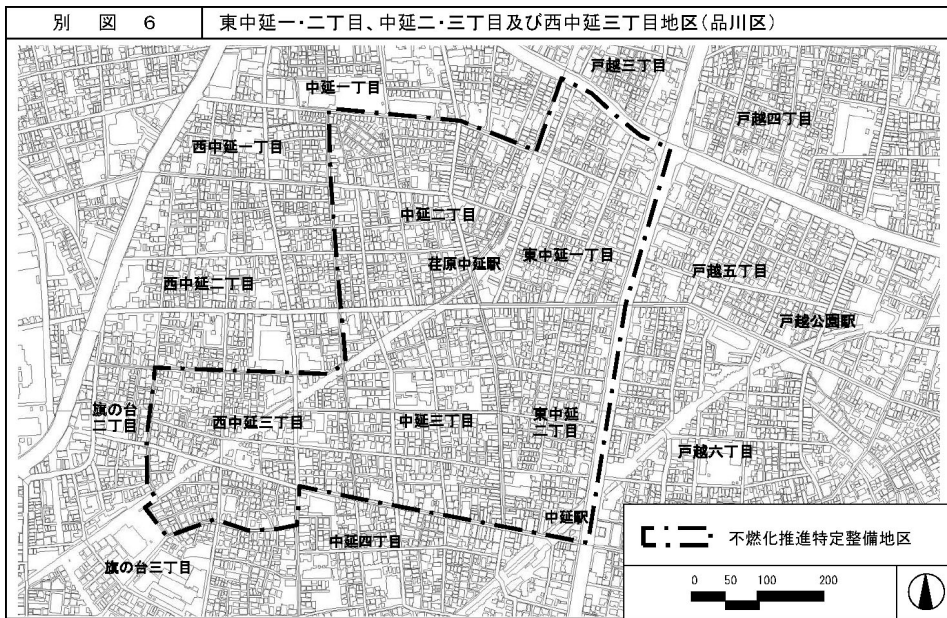 別図6
東中延一・二丁目、中延二・三丁目及び西中延三丁目地区(品川区)
戸越三丁目
中延一丁目
戸越四丁目
西中延一丁目
中延二丁目
荏原中延駅
東中延一丁目
戸越五丁目
西中延二丁目
戸越公園駅
旗の台
二丁目
西中延三丁目
中延三丁目
東中延
二丁目
戸越六丁目
中延駅
中延四丁目
旗の台三丁目
不燃化推進特定整備地区
0 50 100 200